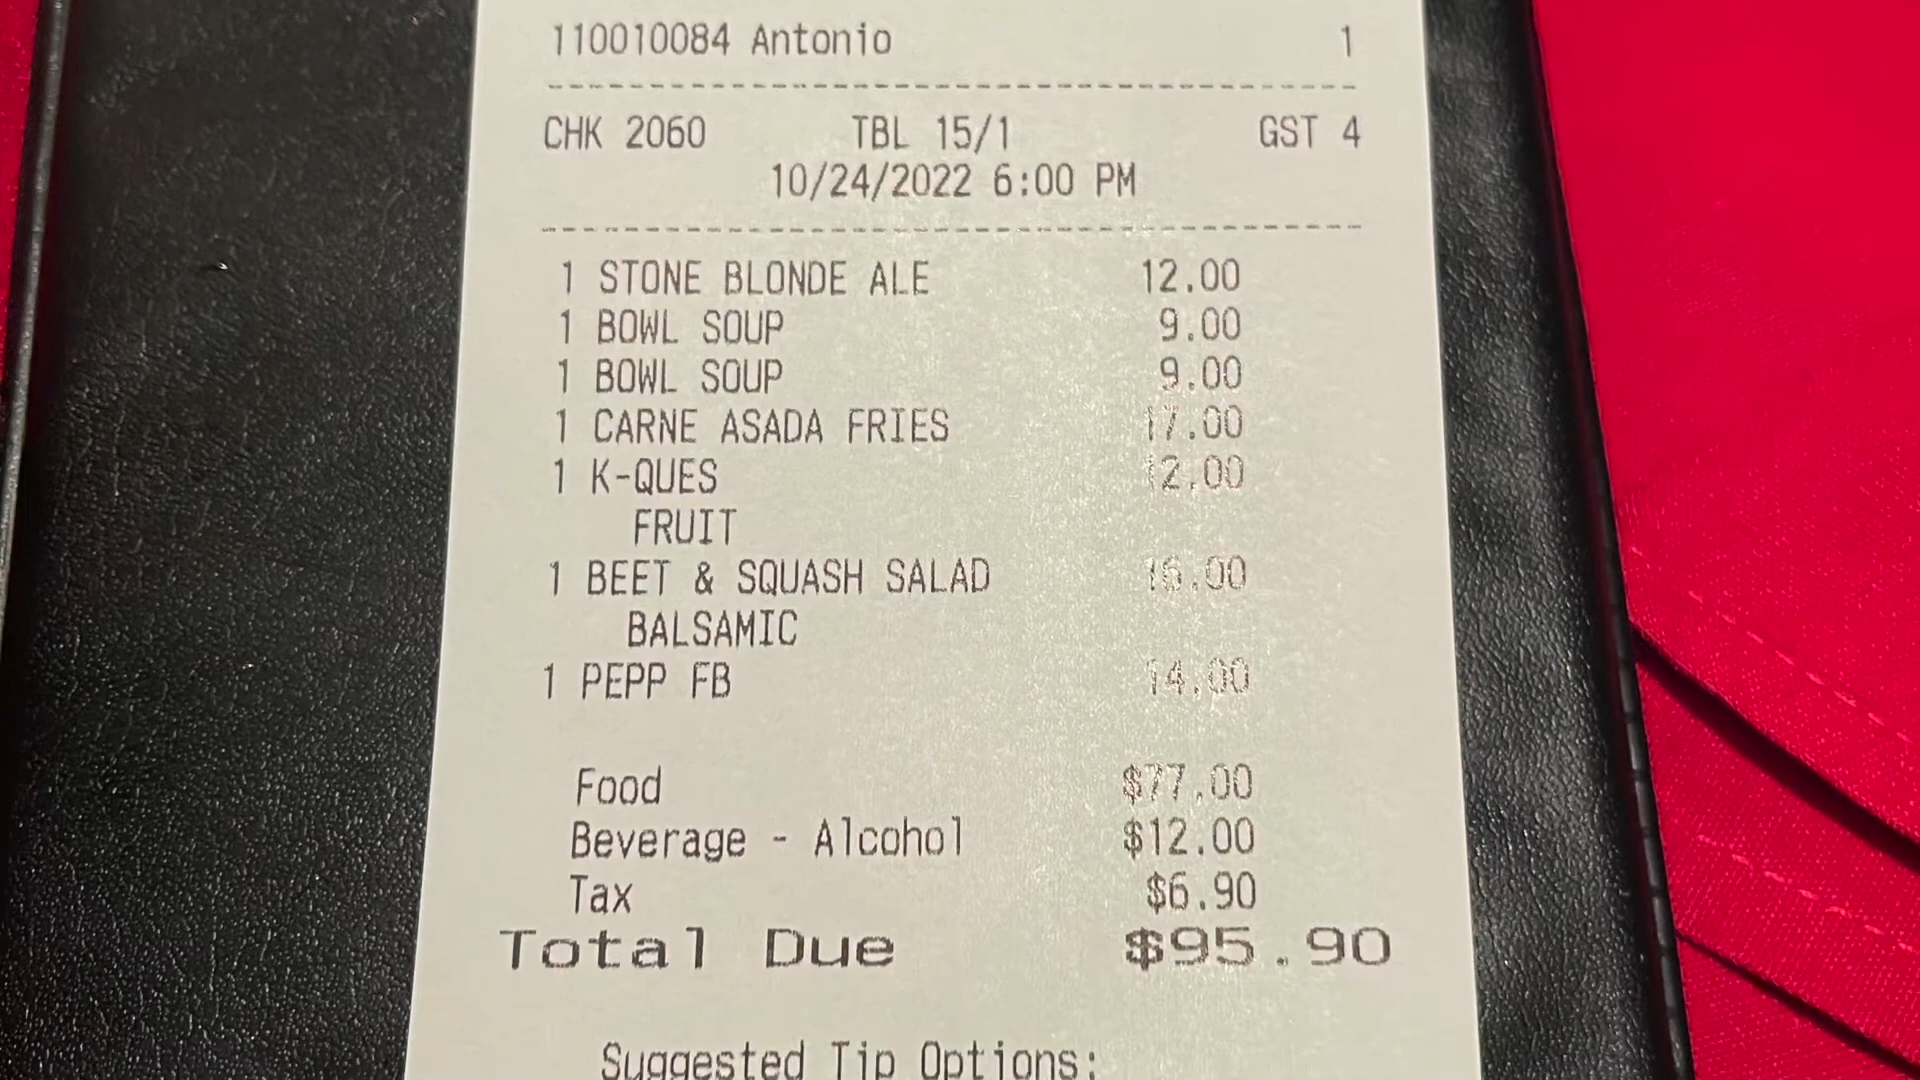 110010084 Antonio 1
CHK 2060 TBL 15/1 GST 4
10/24/2022 6:00 PM
1 STONE BLONDE ALE 12.00
1 BOWL SOUP 9.00
1 BOWL SOUP 9.00
1 CARNE ASADA FRIES 17.00
1 K-QUES 12.00
FRUIT
1 BEET & SQUASH SALAD 16.00
BALSAMIC
1 PEPP FB 14.00
Food $77.00
Beverage - Alcohol $12.00
Tax $6.90
Total Due $95.90
Suggested Tip Options: